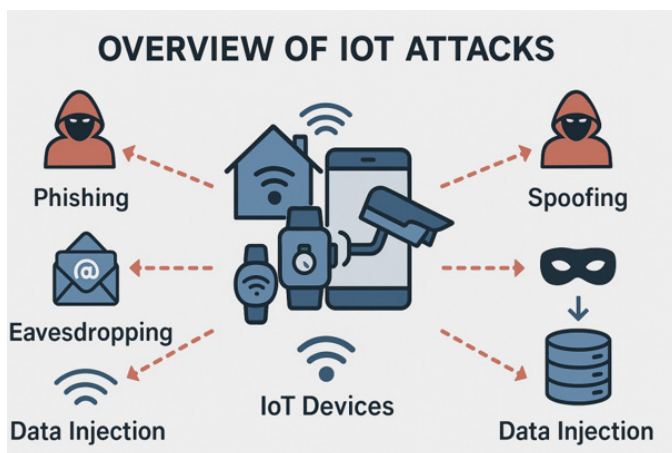 OVERVIEW OF IOT ATTACKS
Phishing
Spoofing
@
Eavesdropping
IoT Devices
Data Injection
Data Injection